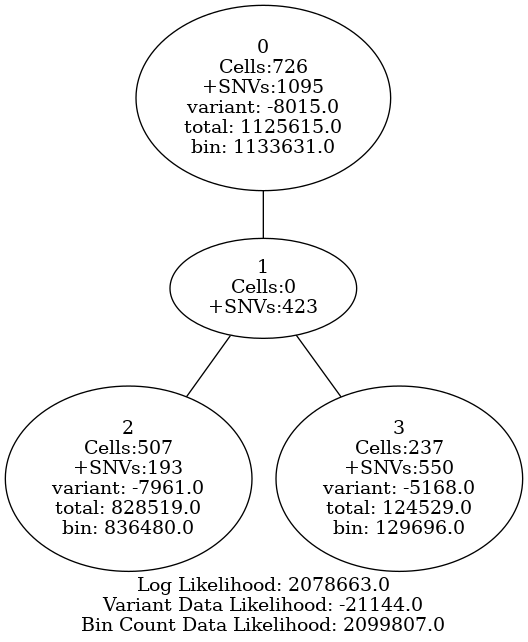 0
Cells:726
+SNVs:1095
variant: -8015.0
total: 1125615.0
bin: 1133631.0
1
Cells:0
+SNVs:423
2
Cells:507
+SNVs:193
variant: -7961.0
total: 828519.0
bin: 836480.0
3
Cells:237
+SNVs:550
variant: -5168.0
total: 124529.0
bin: 129696.0
Log Likelihood: 2078663.0
Variant Data Likelihood: -21144.0
Bin Count Data Likelihood: 2099807.0